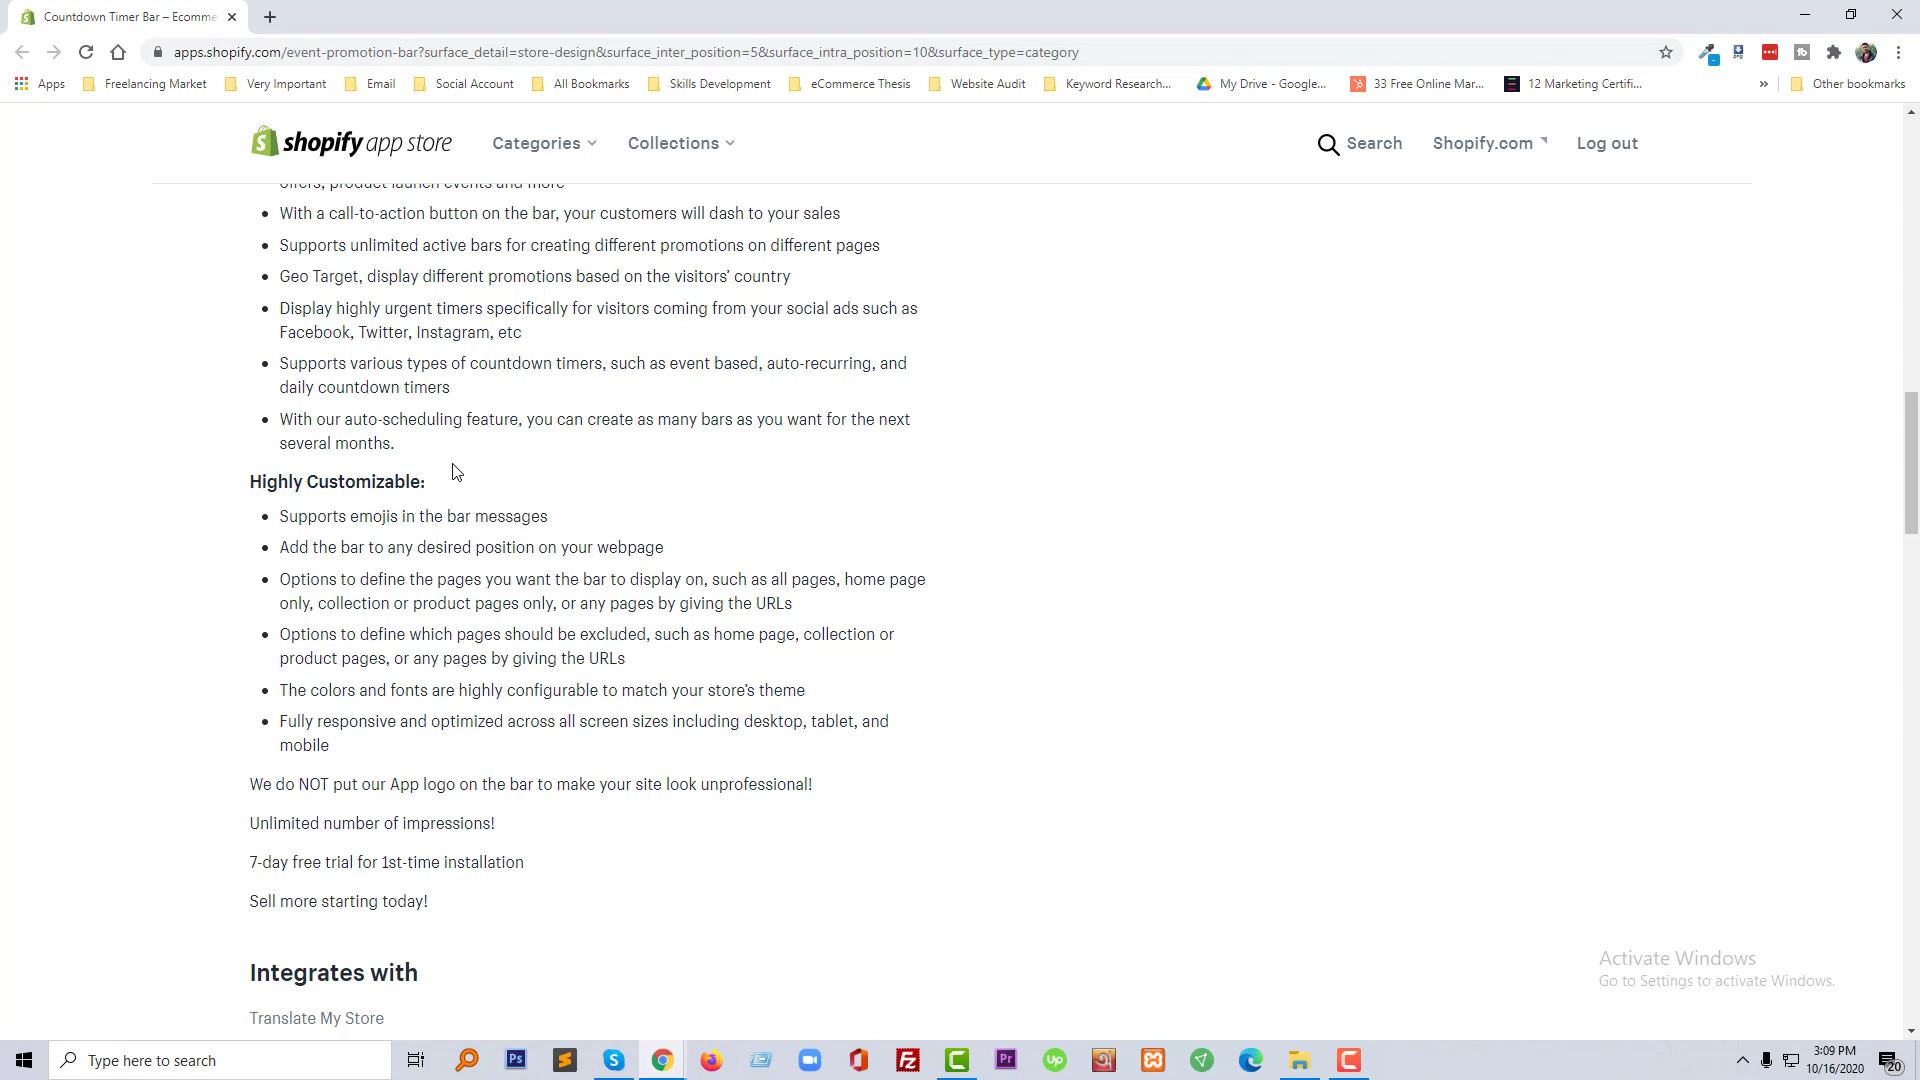 Countdown Timer Bar – Ecomme
apps.shopify.com/event-promotion-bar?surface_detail=store-design&surface_inter_position=5&surface_intra_position=10&surface_type=category
Apps
Freelancing Market
Very Important
Email
Social Account
All Bookmarks
Skills Development
eCommerce Thesis
Website Audit
Keyword Research...
My Drive - Google...
33 Free Online Mar...
12 Marketing Certifi...
»
Other bookmarks
shopify app store
Categories
Collections
Search
Shopify.com
Log out
offers, product launch events and more
• With a call-to-action button on the bar, your customers will dash to your sales
• Supports unlimited active bars for creating different promotions on different pages
• Geo Target, display different promotions based on the visitors’ country
• Display highly urgent timers specifically for visitors coming from your social ads such as
Facebook, Twitter, Instagram, etc
• Supports various types of countdown timers, such as event based, auto-recurring, and
daily countdown timers
• With our auto-scheduling feature, you can create as many bars as you want for the next
several months.
Highly Customizable:
• Supports emojis in the bar messages
• Add the bar to any desired position on your webpage
• Options to define the pages you want the bar to display on, such as all pages, home page
only, collection or product pages only, or any pages by giving the URLs
• Options to define which pages should be excluded, such as home page, collection or
product pages, or any pages by giving the URLs
• The colors and fonts are highly configurable to match your store’s theme
• Fully responsive and optimized across all screen sizes including desktop, tablet, and
mobile
We do NOT put our App logo on the bar to make your site look unprofessional!
Unlimited number of impressions!
7-day free trial for 1st-time installation
Sell more starting today!
Integrates with
Translate My Store
Activate Windows
Go to Settings to activate Windows.
Type here to search
Ps
Pr
up
3:09 PM
10/16/2020
20